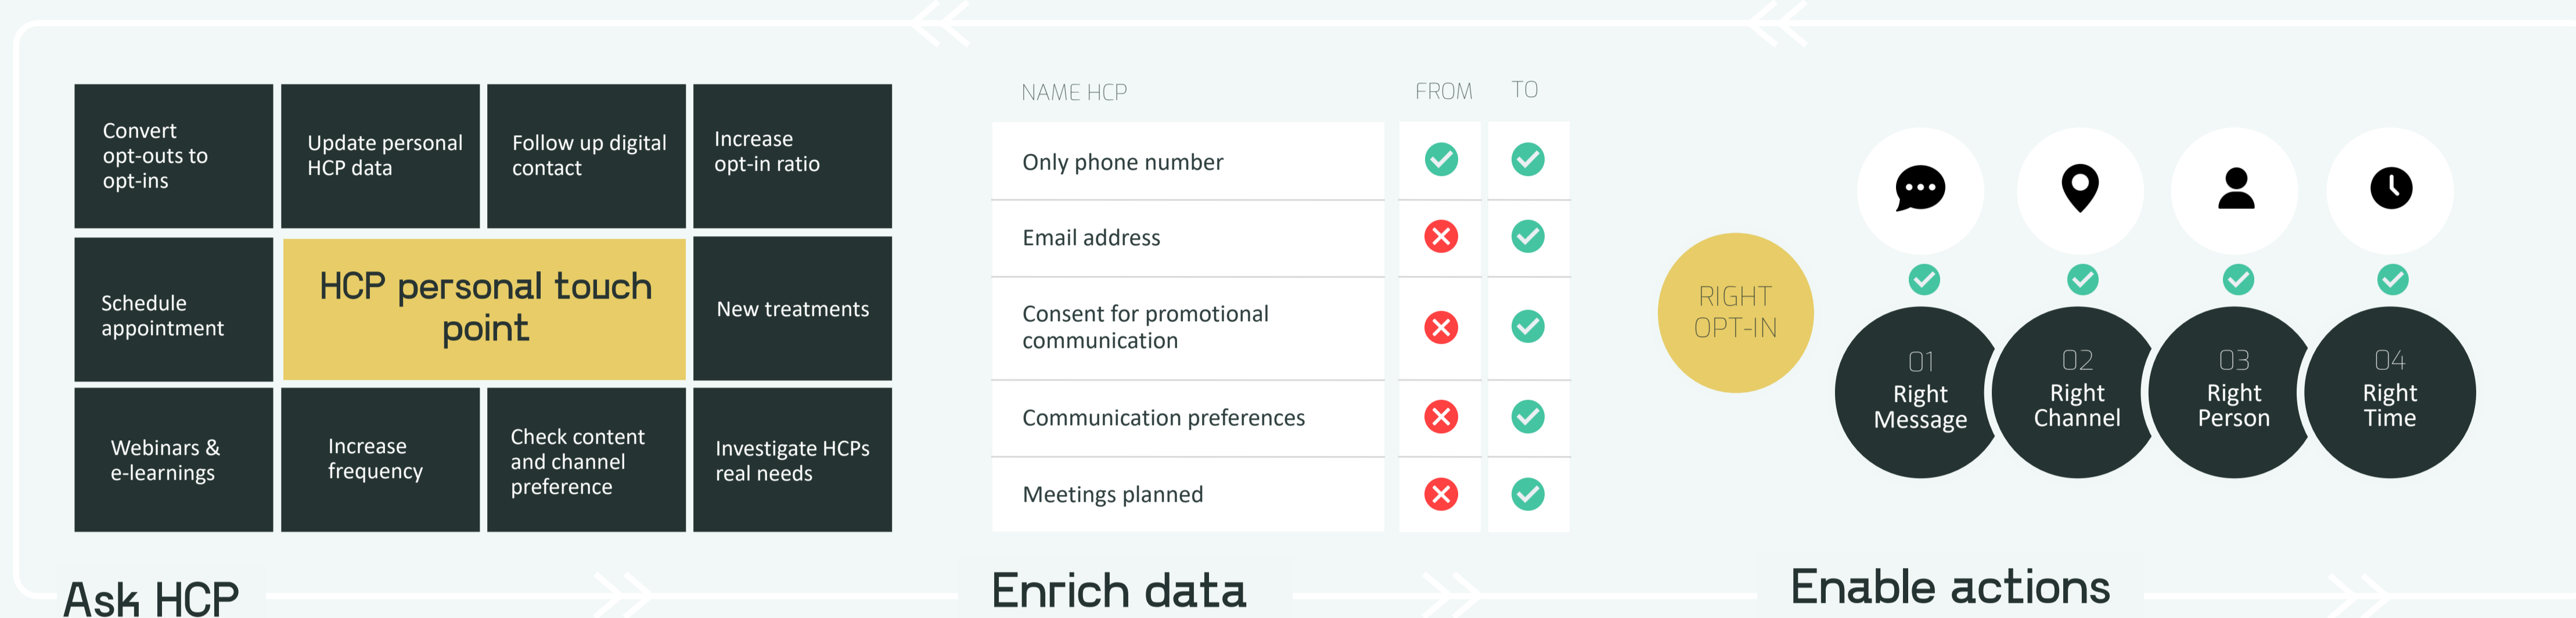 Convert
opt-outs to
opt-ins
Update personal
HCP data
Follow up digital
contact
Increase
opt-in ratio
Schedule
appointment
HCP personal touch
point
New treatments
Webinars &
e-learnings
Increase
frequency
Check content
and channel
preference
Investigate HCPs
real needs
Ask HCP
NAME HCP
FROM
TO
Only phone number
Email address
Consent for promotional
communication
Communication preferences
Meetings planned
Enrich data
RIGHT
OPT-IN
01
Right
Message
02
Right
Channel
03
Right
Person
04
Right
Time
Enable actions